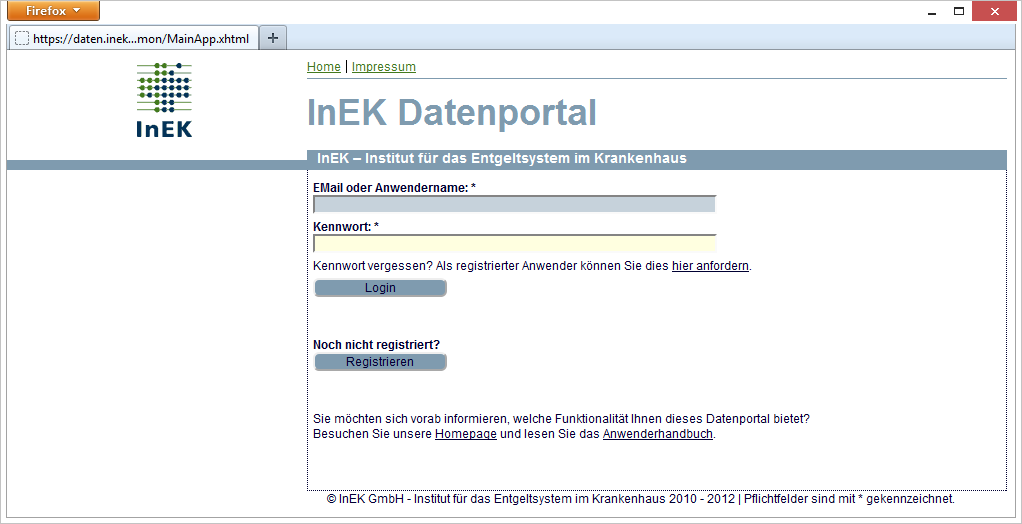 Firefox
https://daten.inek...mon/MainApp.xhtml
InEK
Home | Impressum
InEK Datenportal
InEK – Institut für das Entgeltsystem im Krankenhaus
EMail oder Anwendername: *
Kennwort: *
Kennwort vergessen? Als registrierter Anwender können Sie dies hier anfordern.
Login
Noch nicht registriert?
Registrieren
Sie möchten sich vorab informieren, welche Funktionalität Ihnen dieses Datenportal bietet?
Besuchen Sie unsere Homepage und lesen Sie das Anwenderhandbuch.
© InEK GmbH - Institut für das Entgeltsystem im Krankenhaus 2010 - 2012 | Pflichtfelder sind mit * gekennzeichnet.